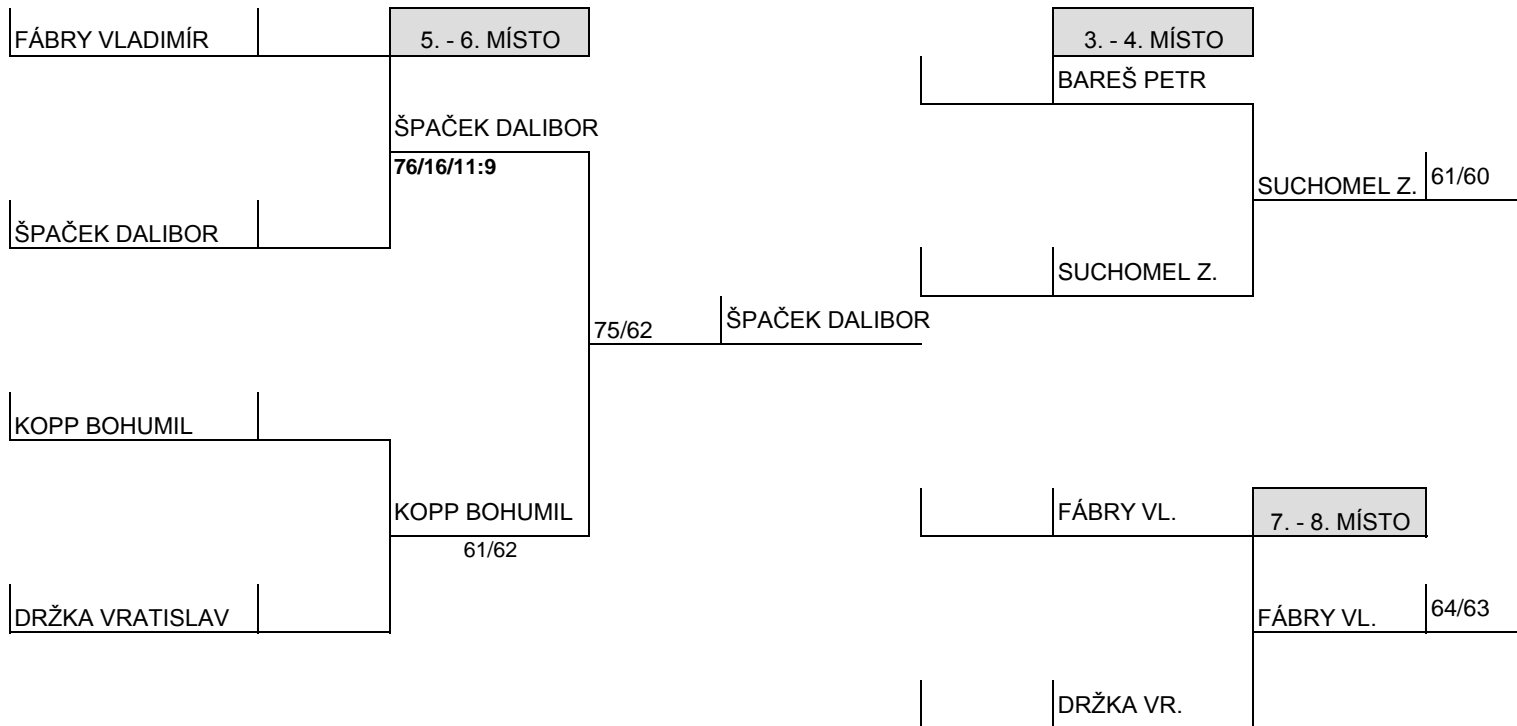 FÁBRY VLADIMÍR
5. - 6. MÍSTO
ŠPAČEK DALIBOR
76/16/11:9
ŠPAČEK DALIBOR
75/62
ŠPAČEK DALIBOR
KOPP BOHUMIL
KOPP BOHUMIL
61/62
DRŽKA VRATISLAV
3. - 4. MÍSTO
BAREŠ PETR
SUCHOMEL Z.
61/60
SUCHOMEL Z.
FÁBRY VL.
7. - 8. MÍSTO
FÁBRY VL.
64/63
DRŽKA VR.